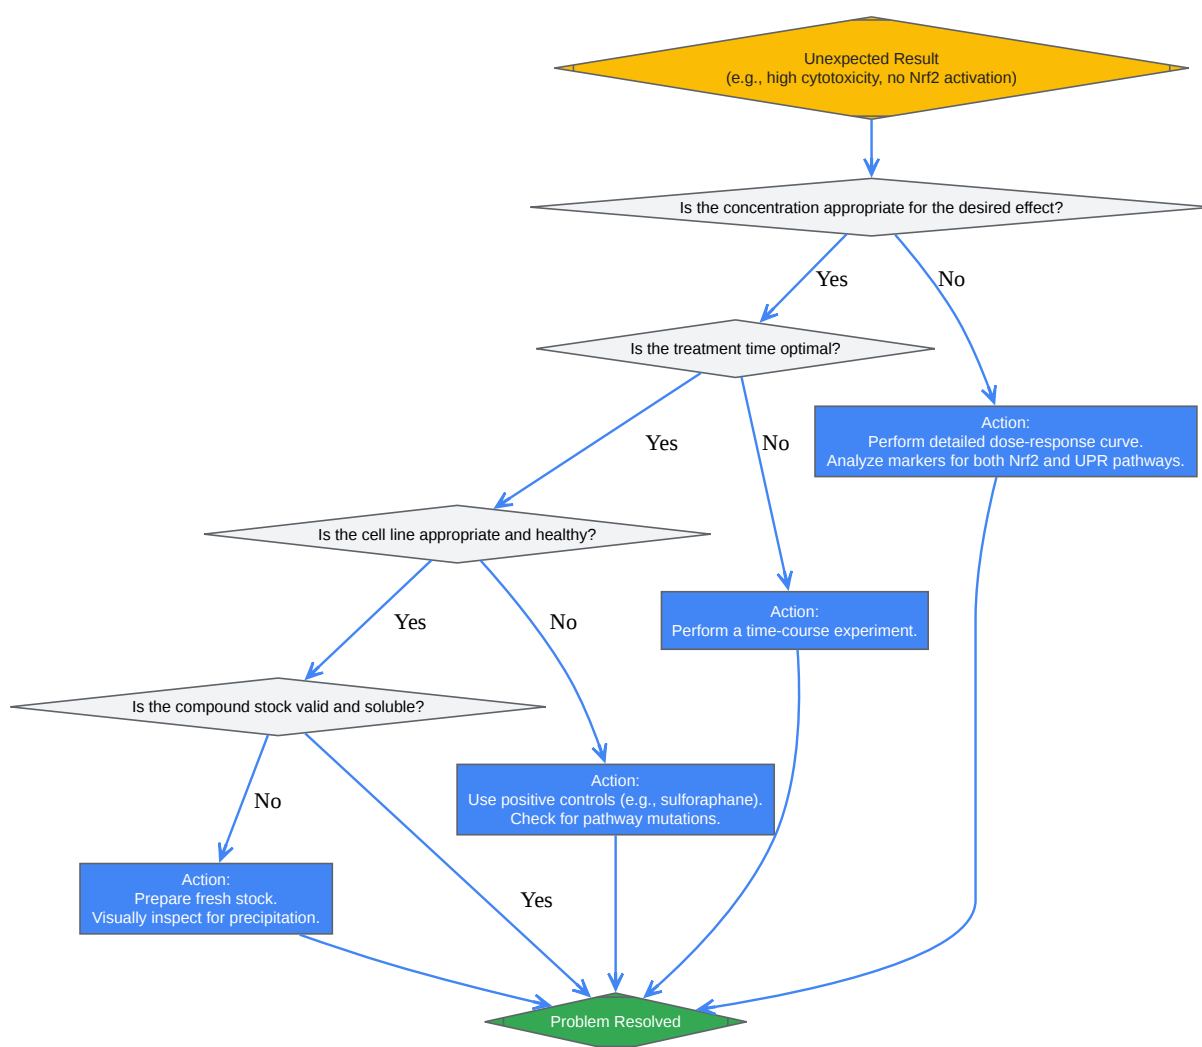 Unexpected Result
(e.g., high cytotoxicity, no Nrf2 activation)
Is the concentration appropriate for the desired effect?
Yes
No
Is the treatment time optimal?
Action:
Perform detailed dose-response curve.
Analyze markers for both Nrf2 and UPR pathways.
Yes
No
Is the cell line appropriate and healthy?
Action:
Perform a time-course experiment.
Yes
No
Is the compound stock valid and soluble?
Action:
Use positive controls (e.g., sulforaphane).
Check for pathway mutations.
No
Yes
Action:
Prepare fresh stock.
Visually inspect for precipitation.
Problem Resolved